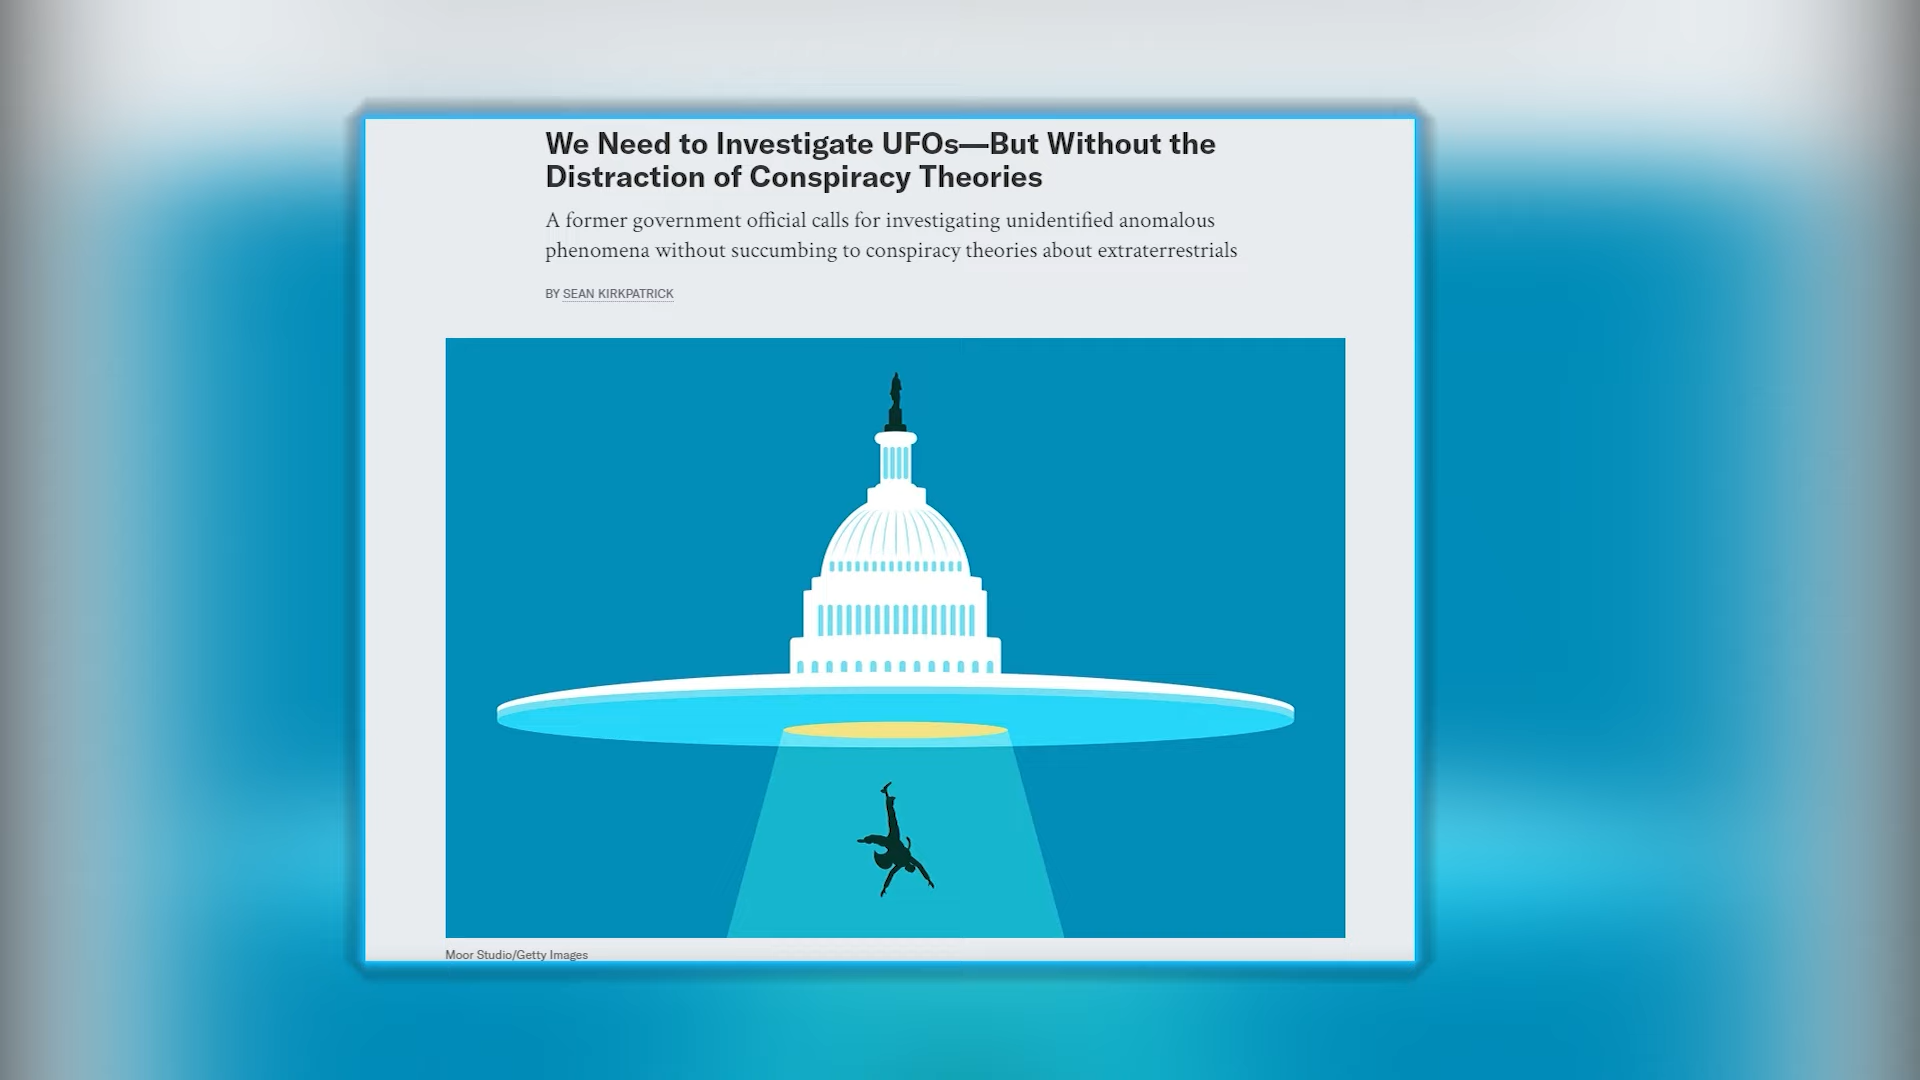 We Need to Investigate UFOs—But Without the
Distraction of Conspiracy Theories
A former government official calls for investigating unidentified anomalous
phenomena without succumbing to conspiracy theories about extraterrestrials
BY SEAN KIRKPATRICK
Moor Studio/Getty Images